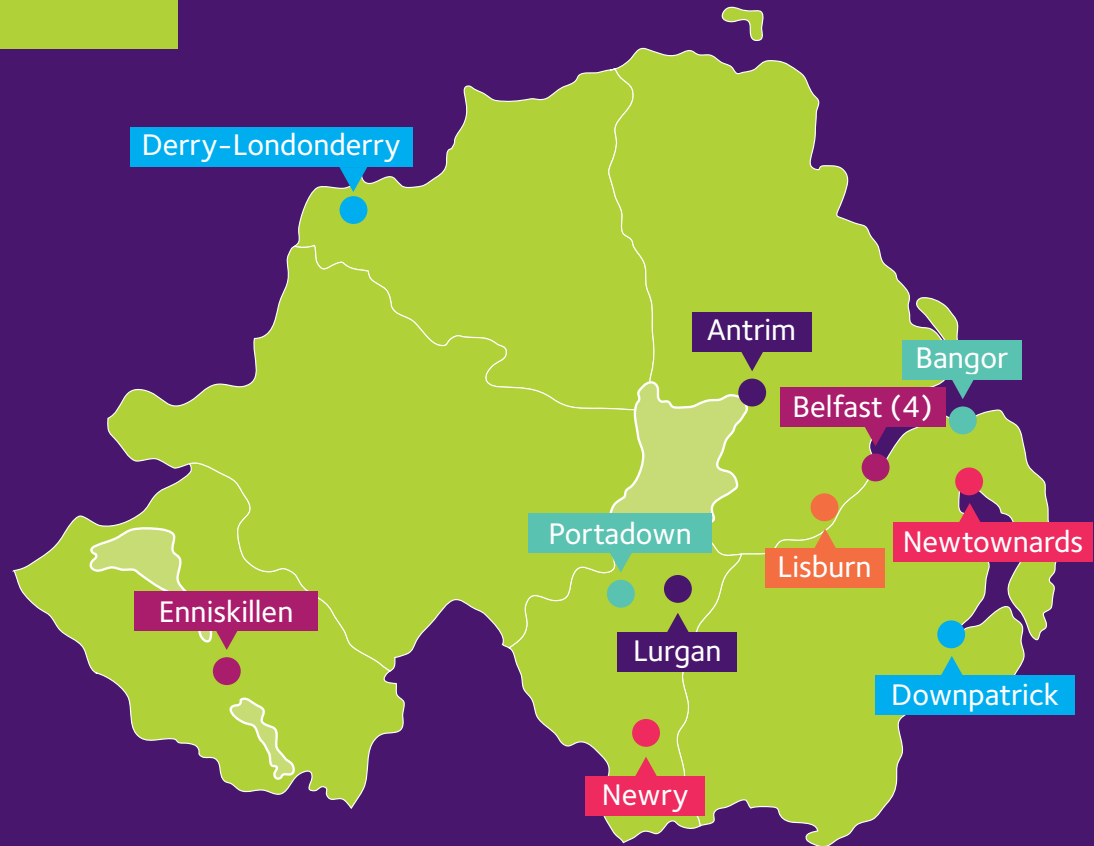 Derry-Londonderry
Antrim
Bangor
Belfast (4)
Portadown
Newtownards
Lisburn
Enniskillen
Lurgan
Downpatrick
Newry